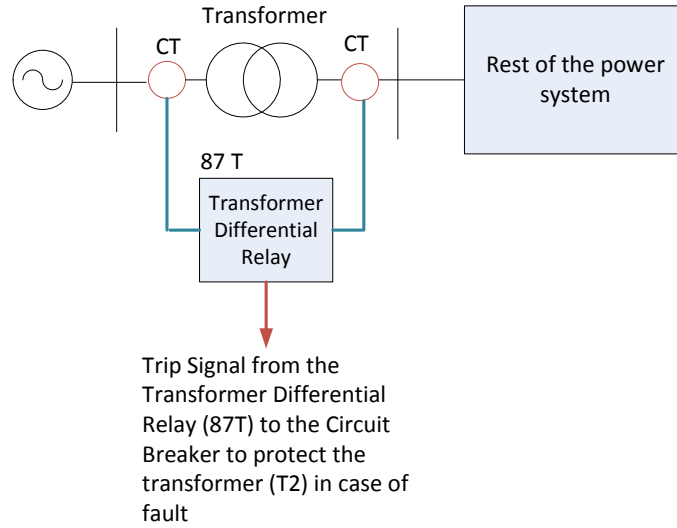 Transformer
CT
CT
Rest of the power
system
87 T
Transformer
Differential
Relay
Trip Signal from the
Transformer Differential
Relay (87T) to the Circuit
Breaker to protect the
transformer (T2) in case of
fault